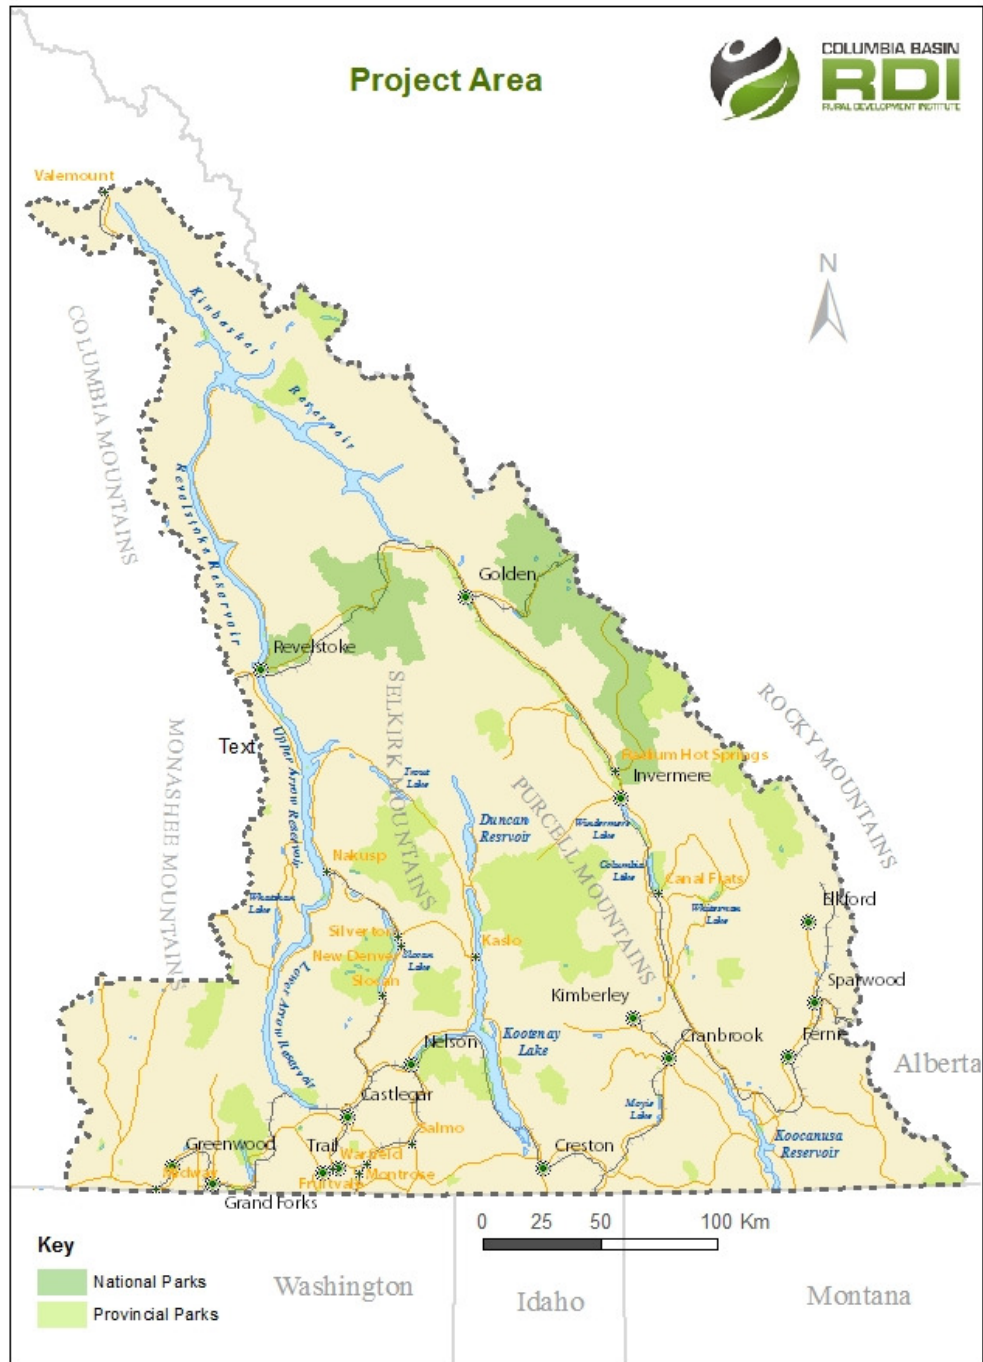 Project Area
COLUMBIA BASIN
RDI
RURAL DEVELOPMENT INSTITUTE
Valemount
N
COLUMBIA MOUNTAINS
Kinbasket
Reservoir
Revelstoke Reservoir
Golden
Revelstoke
SELKIRK MOUNTAINS
ROCKY MOUNTAINS
MONASHEE MOUNTAINS
Text
Upper Arrow Reservoir
Radium Hot Springs
Invermere
Trout
Lake
PURCELL MOUNTAINS
Duncan
Resrvoir
Windermere
Lake
Nakusp
Columbia
Lake
Canal Flats
Whatshan
Lake
Whiteman
Lake
Elkford
Silverton
New Denver
Slocan
Lake
Kaslo
Slocan
Lower Arrow Reservoir
Sparwood
Kimberley
Kootenay
Lake
Nelson
Cranbrook
Fernie
Alberta
Castlegar
Moyie
Lake
Salmo
Greenwood
Trail
Warfield
Creston
Koocanusa
Reservoir
Midway
Fruitvale
Montrose
Grand Forks
0 25 50 100 Km
Key
National Parks
Provincial Parks
Washington
Idaho
Montana